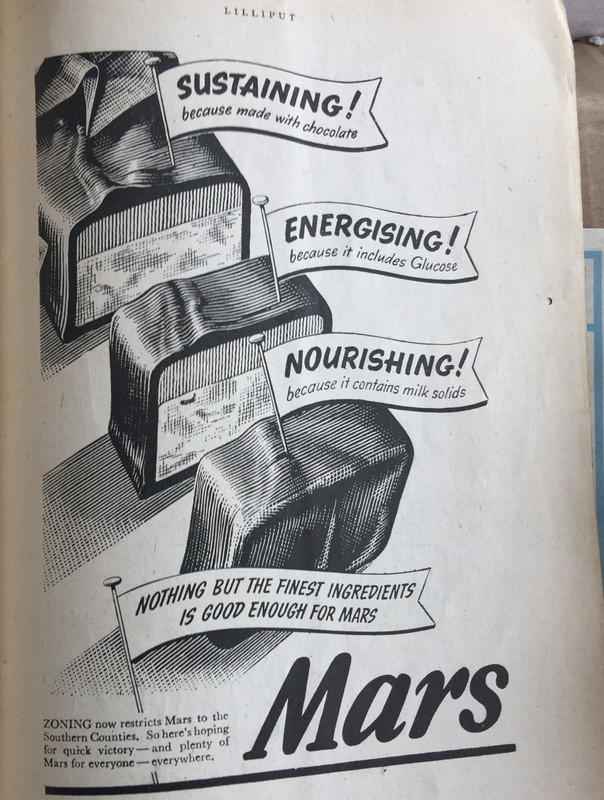 LILLIPUT
SUSTAINING!
because made with chocolate
ENERGISING!
because it includes Glucose
NOURISHING!
because it contains milk solids
NOTHING BUT THE FINEST INGREDIENTS
IS GOOD ENOUGH FOR MARS
ZONING now restricts Mars to the
Southern Counties. So here's hoping
for quick victory—and plenty of
Mars for everyone—everywhere.
Mars